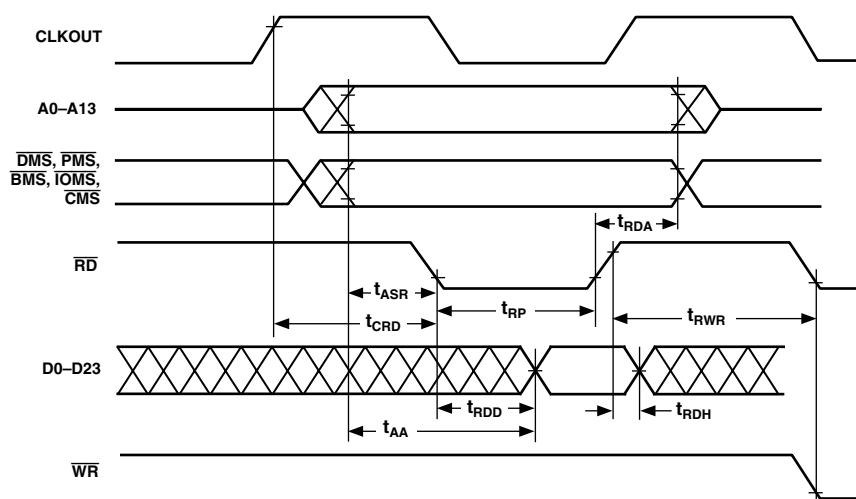 CLKOUT
A0–A13
DMS, PMS,
BMS, IOMS,
CMS
tRDA
RD
tASR
tRP
tCRD
tRWR
D0–D23
tRDD
tRDH
tAA
WR